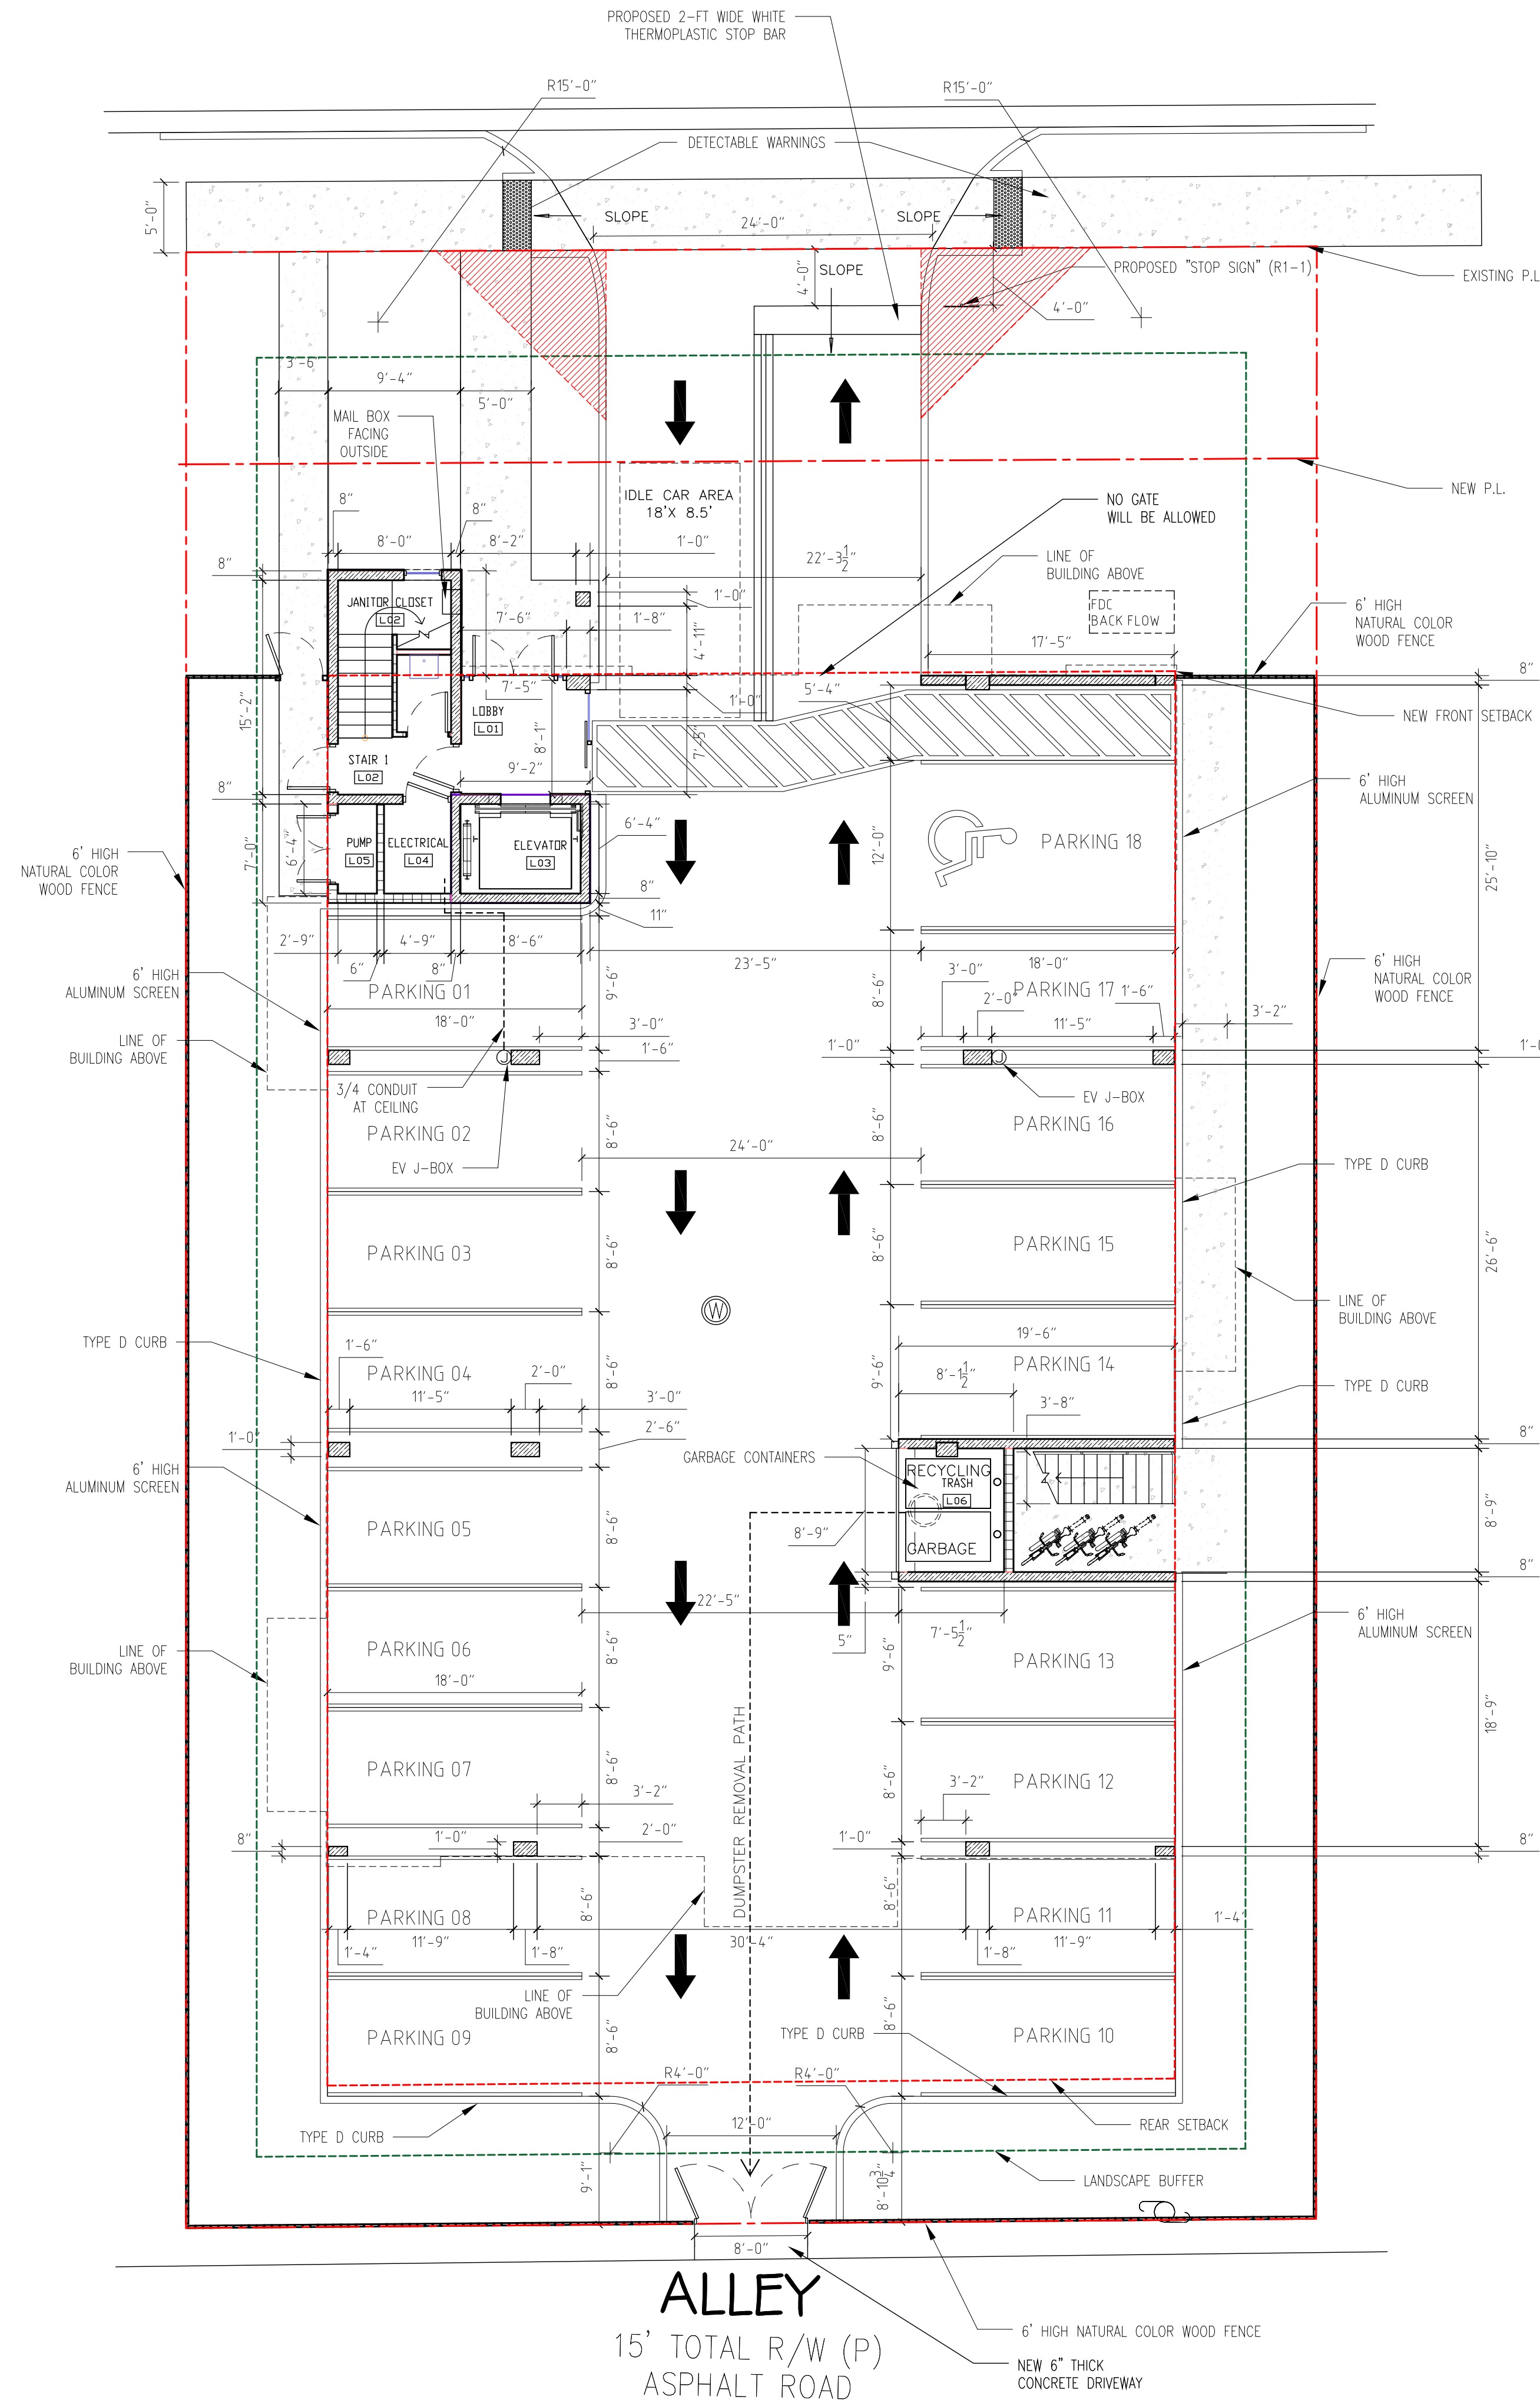 PROPOSED 2-FT WIDE WHITE
THERMOPLASTIC STOP BAR
R15'-0"
R15'-0"
DETECTABLE WARNINGS
5'-0"
SLOPE
SLOPE
24'-0"
4'-0"
SLOPE
PROPOSED "STOP SIGN" (R1-1)
EXISTING P.L
4'-0"
3'-6
9'-4"
5'-0"
MAIL BOX
FACING
OUTSIDE
IDLE CAR AREA
18'X 8.5'
NEW P.L.
NO GATE
WILL BE ALLOWED
8"
8"
8'-0"
8'-2"
1'-0"
8"
22'-3 1/2"
LINE OF
BUILDING ABOVE
JANITOR CLOSET
L02
1'-0"
FDC
BACK FLOW
6' HIGH
NATURAL COLOR
WOOD FENCE
7'-6"
1'-8"
4'-11"
17'-5"
8"
7'-5"
1'-0"
5'-4"
15'-2"
LOBBY
L01
NEW FRONT SETBACK
8'-1"
7'-5"
STAIR 1
L02
9'-2"
6' HIGH
ALUMINUM SCREEN
8"
6'-4"
PUMP
L05
ELECTRICAL
L04
ELEVATOR
L03
7'-0"
6'-4"
12'-0"
PARKING 18
25'-10"
6' HIGH
NATURAL COLOR
WOOD FENCE
8"
11"
2'-9"
4'-9"
8'-6"
6"
8"
23'-5"
18'-0"
6' HIGH
NATURAL COLOR
WOOD FENCE
6' HIGH
ALUMINUM SCREEN
PARKING 01
9'-6"
8'-6"
3'-0"
2'-0"
PARKING 17
1'-6"
18'-0"
3'-0"
11'-5"
3'-2"
LINE OF
BUILDING ABOVE
1'-6"
1'-0"
3/4 CONDUIT
AT CEILING
EV J-BOX
PARKING 02
8'-6"
8'-6"
PARKING 16
24'-0"
EV J-BOX
TYPE D CURB
PARKING 03
8'-6"
8'-6"
PARKING 15
26'-6"
W
LINE OF
BUILDING ABOVE
TYPE D CURB
1'-6"
PARKING 04
2'-0"
8'-6"
9'-6"
19'-6"
PARKING 14
8'-1 1/2"
TYPE D CURB
11'-5"
3'-0"
3'-8"
2'-6"
1'-0"
8"
6' HIGH
ALUMINUM SCREEN
GARBAGE CONTAINERS
RECYCLING
TRASH
L06
PARKING 05
8'-6"
8'-9"
GARBAGE
8'-9"
8"
22'-5"
5"
7'-5 1/2"
6' HIGH
ALUMINUM SCREEN
LINE OF
BUILDING ABOVE
PARKING 06
8'-6"
9'-6"
PARKING 13
18'-0"
18'-9"
DUMPSTER REMOVAL PATH
PARKING 07
8'-6"
8'-6"
PARKING 12
3'-2"
3'-2"
8"
1'-0"
2'-0"
1'-0"
8"
PARKING 08
8'-6"
8'-6"
PARKING 11
1'-4"
11'-9"
1'-4"
1'-8"
30'-4"
1'-8"
11'-9"
LINE OF
BUILDING ABOVE
PARKING 09
8'-6"
TYPE D CURB
8'-6"
PARKING 10
R4'-0"
R4'-0"
12'-0"
TYPE D CURB
REAR SETBACK
9'-1"
8'-10 3/4"
LANDSCAPE BUFFER
8'-0"
ALLEY
15' TOTAL R/W (P)
ASPHALT ROAD
6' HIGH NATURAL COLOR WOOD FENCE
NEW 6" THICK
CONCRETE DRIVEWAY